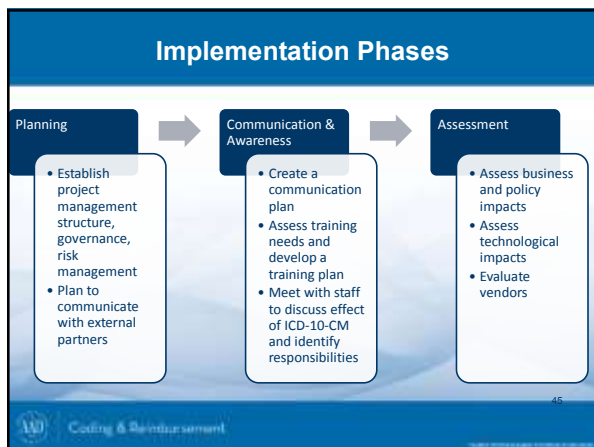 Implementation Phases
Planning
• Establish
project
management
structure,
governance,
risk
management
• Plan to
communicate
with external
partners
Communication &
Awareness
• Create a
communication
plan
• Assess training
needs and
develop a
training plan
• Meet with staff
to discuss effect
of ICD-10-CM
and identify
responsibilities
Assessment
• Assess business
and policy
impacts
• Assess
technological
impacts
• Evaluate
vendors
45
Coding & Reimbursement